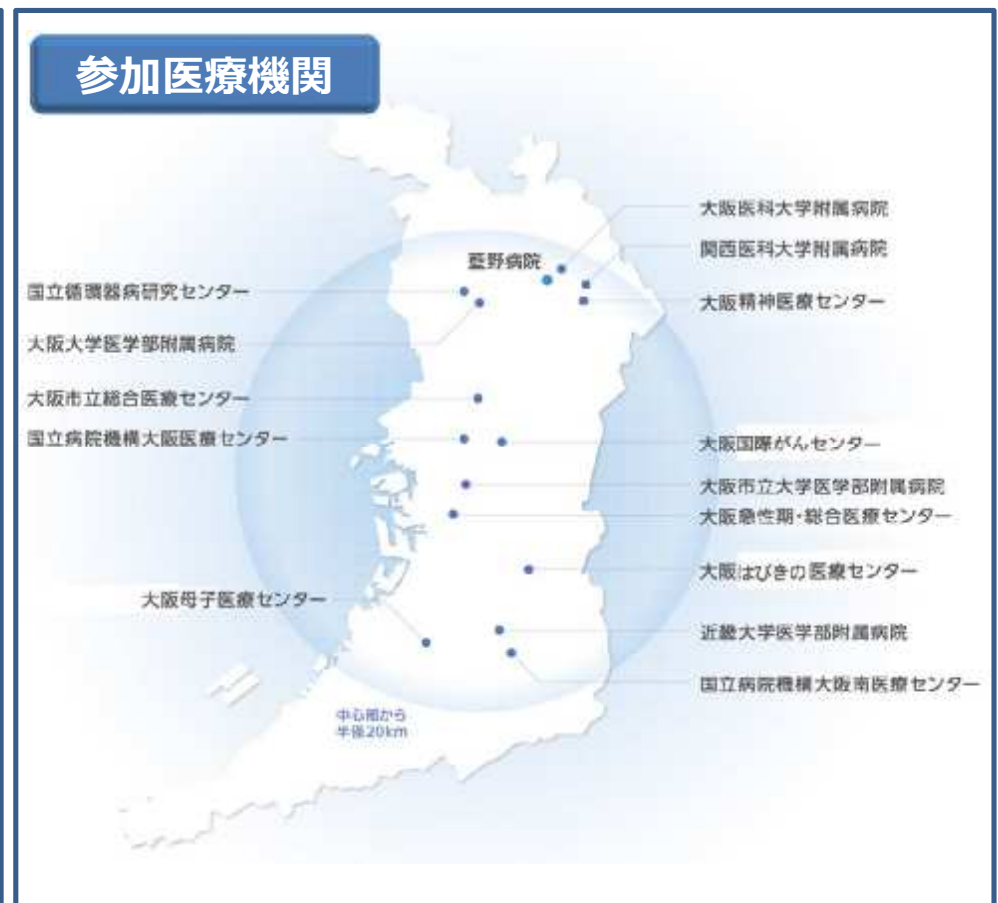 参加医療機関
大阪医科大学附属病院
関西医科大学附属病院
藍野病院
国立循環器病研究センター
大阪精神医療センター
大阪大学医学部附属病院
大阪市立総合医療センター
国立病院機構大阪医療センター
大阪国際がんセンター
大阪市立大学医学部附属病院
大阪急性期・総合医療センター
大阪はびきの医療センター
大阪母子医療センター
近畿大学医学部附属病院
国立病院機構大阪南医療センター
中心部から
半径20km